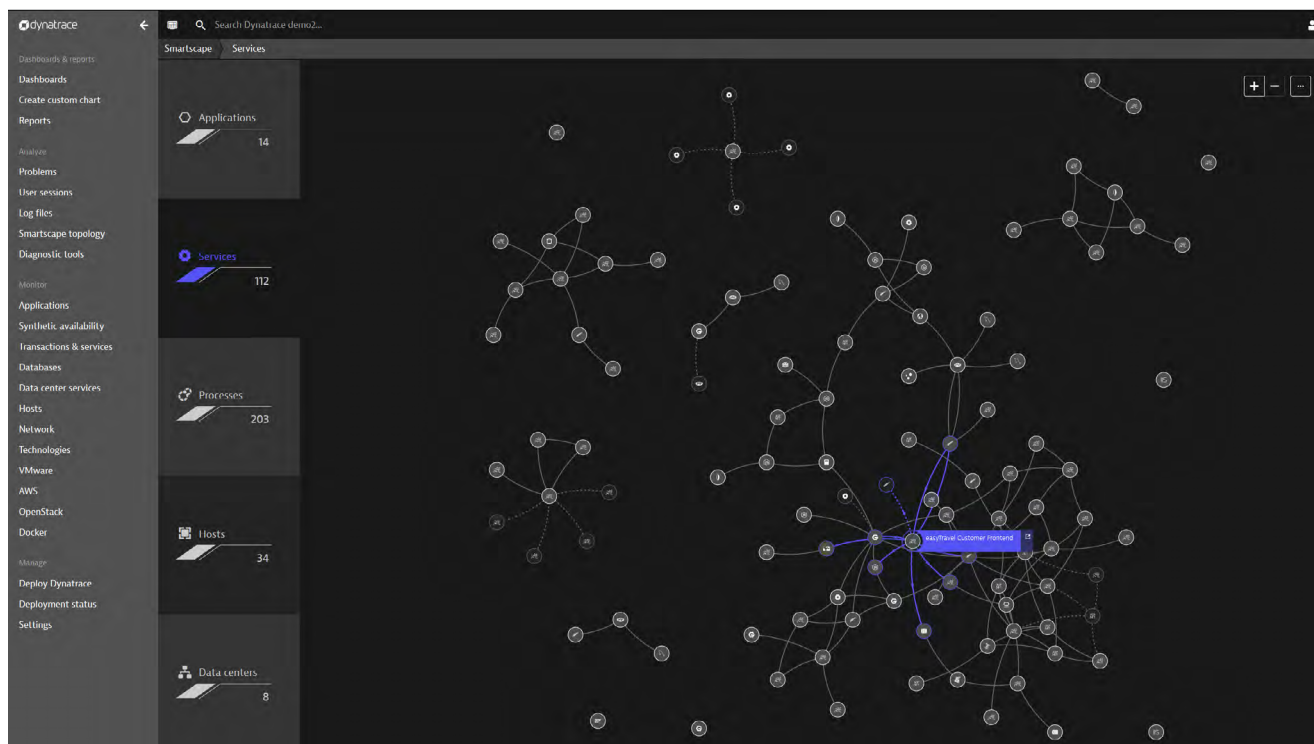 dynatrace
Search Dynatrace demo2...
Smartscape
Services
Dashboards & reports
Dashboards
Create custom chart
Reports
Analyze
Problems
User sessions
Log files
Smartscape topology
Diagnostic tools
Monitor
Applications
Synthetic availability
Transactions & services
Databases
Data center services
Hosts
Network
Technologies
VMware
AWS
OpenStack
Docker
Manage
Deploy Dynatrace
Deployment status
Settings
Applications
14
Services
112
Processes
203
Hosts
34
Data centers
8
easyTravel Customer Frontend